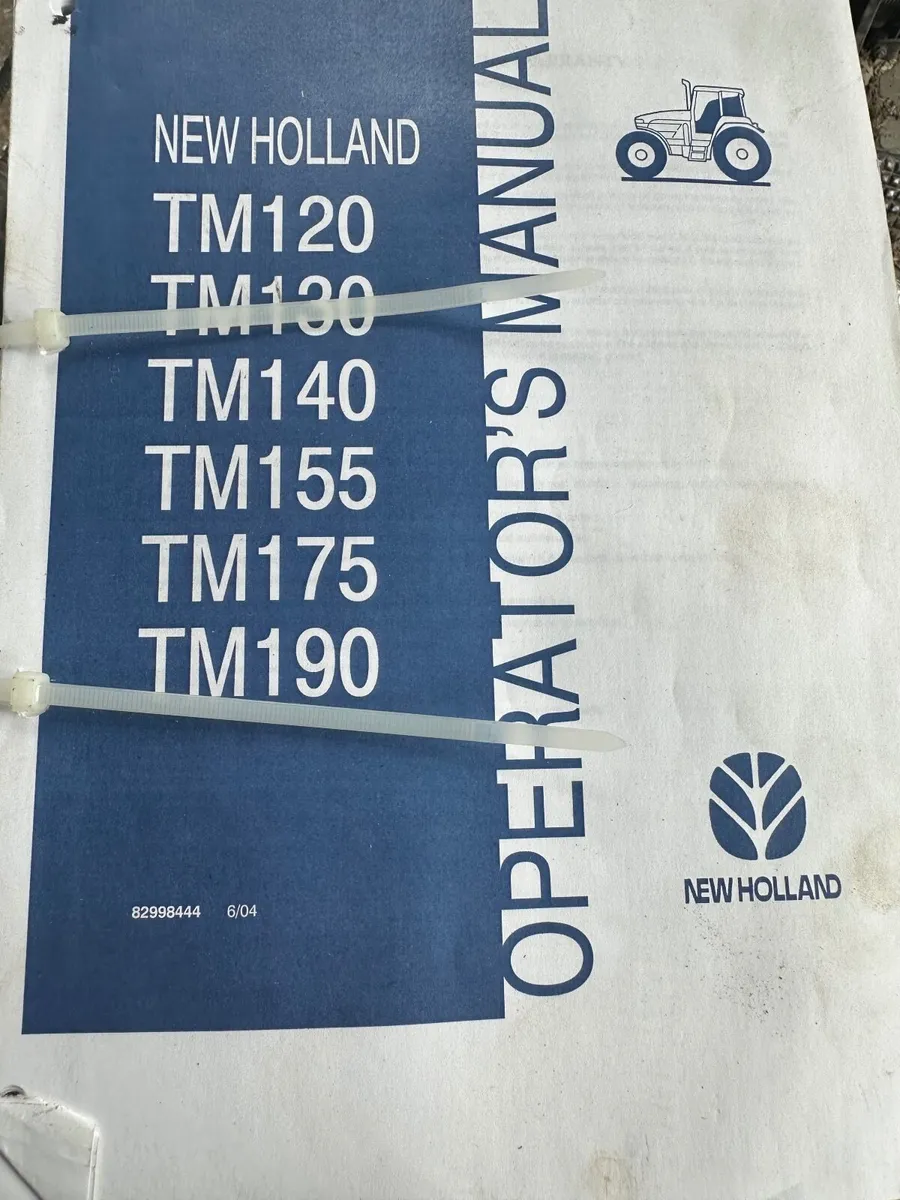 NEW HOLLAND
TM120
TM130
TM140
TM155
TM175
TM190
82998444 6/04
OPERATOR'S MANUAL
NEW HOLLAND